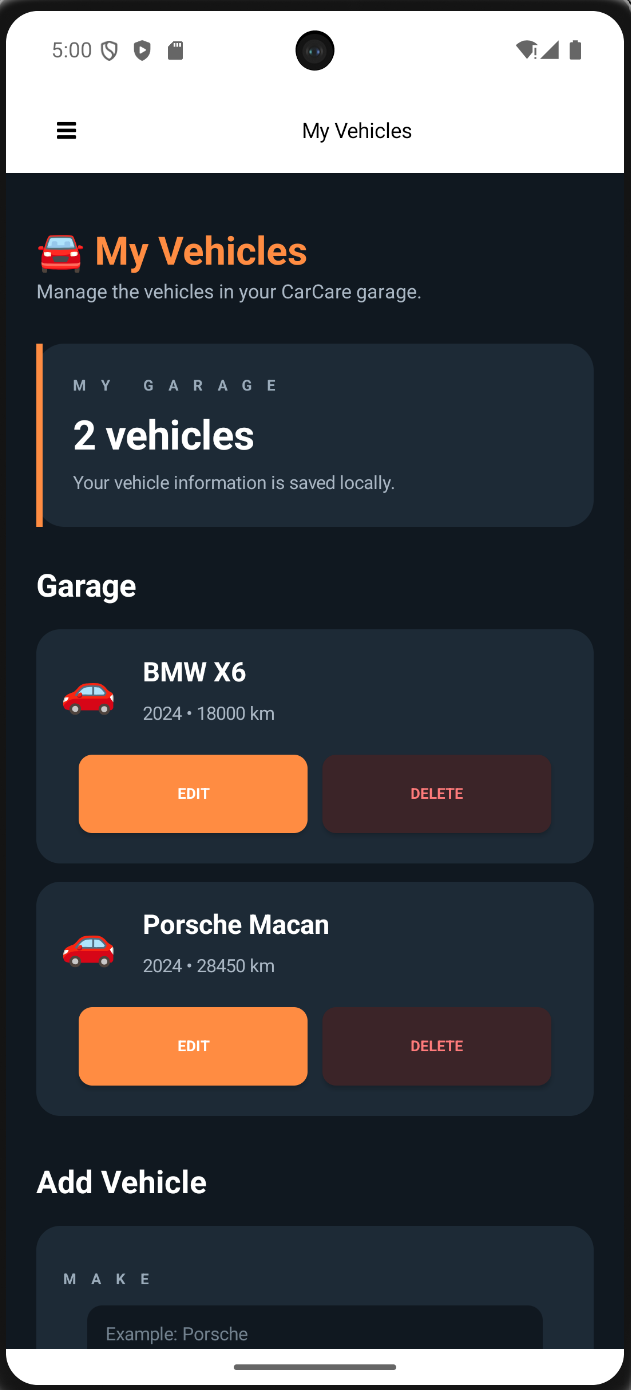 5:00
My Vehicles
My Vehicles
Manage the vehicles in your CarCare garage.
MY GARAGE
2 vehicles
Your vehicle information is saved locally.
Garage
BMW X6
2024 • 18000 km
EDIT DELETE
Porsche Macan
2024 • 28450 km
EDIT DELETE
Add Vehicle
MAKE
Example: Porsche